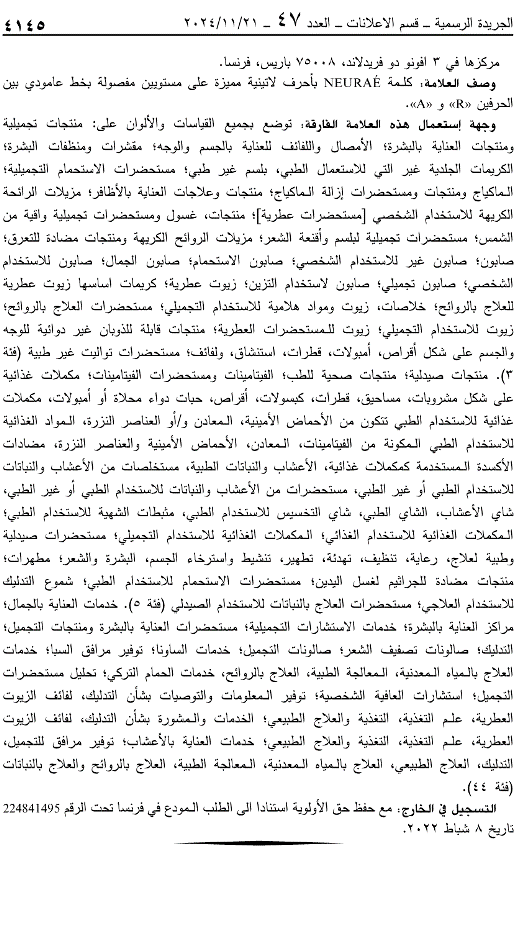 الجريدة الرسمية ــ قسم الاعلانات ــ العدد ٤٧ ــ ٢٠٢٤/١١/٢١ ٤١٤٥
مركزها في ٣ افونو دو فريدلاند، ٧٥٠٠٨ باريس، فرنسا.
وصف العلامة: كلمة NEURAÉ بأحرف لاتينية مميزة على مستويين مفصولة بخط عامودي بين
الحرفين «R» و «A».
وجهة إستعمال هذه العلامة الفارقة: توضع بجميع القياسات والألوان على: منتجات تجميلية
ومنتجات العناية بالبشرة؛ الأمصال واللفائف للعناية بالجسم والوجه؛ مقشرات ومنظفات البشرة؛
الكريمات الجلدية غير التي للاستعمال الطبي، بلسم غير طبي؛ مستحضرات الاستحمام التجميلية؛
الماكياج ومنتجات ومستحضرات إزالة الماكياج؛ منتجات وعلاجات العناية بالأظافر؛ مزيلات الرائحة
الكريهة للاستخدام الشخصي [مستحضرات عطرية]؛ منتجات، غسول ومستحضرات تجميلية واقية من
الشمس؛ مستحضرات تجميلية لبلسم وأقنعة الشعر؛ مزيلات الروائح الكريهة ومنتجات مضادة للتعرق؛
صابون؛ صابون غير للاستخدام الشخصي؛ صابون الاستحمام؛ صابون الجمال؛ صابون للاستخدام
الشخصي؛ صابون تجميلي؛ صابون لاستخدام التزين؛ زيوت عطرية؛ كريمات اساسها زيوت عطرية
للعلاج بالروائح؛ خلاصات، زيوت ومواد هلامية للاستخدام التجميلي؛ مستحضرات العلاج بالروائح؛
زيوت للاستخدام التجميلي؛ زيوت للمستحضرات العطرية؛ منتجات قابلة للذوبان غير دوائية للوجه
والجسم على شكل أقراص، أمبولات، قطرات، استنشاق، ولفائف؛ مستحضرات تواليت غير طبية (فئة
٣). منتجات صيدلية؛ منتجات صحية للطب؛ الفيتامينات ومستحضرات الفيتامينات؛ مكملات غذائية
على شكل مشروبات، مساحيق، قطرات، كبسولات، أقراص، حبات دواء محلاة أو أمبولات، مكملات
غذائية للاستخدام الطبي تتكون من الأحماض الأمينية، المعادن و/أو العناصر النزرة، المواد الغذائية
للاستخدام الطبي المكونة من الفيتامينات، المعادن، الأحماض الأمينية والعناصر النزرة، مضادات
الأكسدة المستخدمة كمكملات غذائية، الأعشاب والنباتات الطبية، مستخلصات من الأعشاب والنباتات
للاستخدام الطبي أو غير الطبي، مستحضرات من الأعشاب والنباتات للاستخدام الطبي أو غير الطبي،
شاي الأعشاب، الشاي الطبي، شاي التخسيس للاستخدام الطبي، مثبطات الشهية للاستخدام الطبي؛
المكملات الغذائية للاستخدام الغذائي؛ المكملات الغذائية للاستخدام التجميلي؛ مستحضرات صيدلية
وطبية لعلاج، رعاية، تنظيف، تهدئة، تطهير، تنشيط واسترخاء الجسم، البشرة والشعر؛ مطهرات؛
منتجات مضادة للجراثيم لغسل اليدين؛ مستحضرات الاستحمام للاستخدام الطبي؛ شموع التدليك
للاستخدام العلاجي؛ مستحضرات العلاج بالنباتات للاستخدام الصيدلي (فئة ٥). خدمات العناية بالجمال؛
مراكز العناية بالبشرة؛ خدمات الاستشارات التجميلية؛ مستحضرات العناية بالبشرة ومنتجات التجميل؛
التدليك؛ صالونات تصفيف الشعر؛ صالونات التجميل؛ خدمات الساونا؛ توفير مرافق السبا؛ خدمات
العلاج بالمياه المعدنية، المعالجة الطبية، العلاج بالروائح، خدمات الحمام التركي؛ تحليل مستحضرات
التجميل؛ استشارات العافية الشخصية؛ توفير المعلومات والتوصيات بشأن التدليك، لفائف الزيوت
العطرية، علم التغذية، التغذية والعلاج الطبيعي؛ الخدمات والمشورة بشأن التدليك، لفائف الزيوت
العطرية، علم التغذية، التغذية والعلاج الطبيعي؛ خدمات العناية بالأعشاب؛ توفير مرافق للتجميل،
التدليك، العلاج الطبيعي، العلاج بالمياه المعدنية، المعالجة الطبية، العلاج بالروائح والعلاج بالنباتات
(فئة ٤٤).
التسجيل في الخارج: مع حفظ حق الأولوية استنادا الى الطلب المودع في فرنسا تحت الرقم 224841495
تاريخ ٨ شباط ٢٠٢٢.